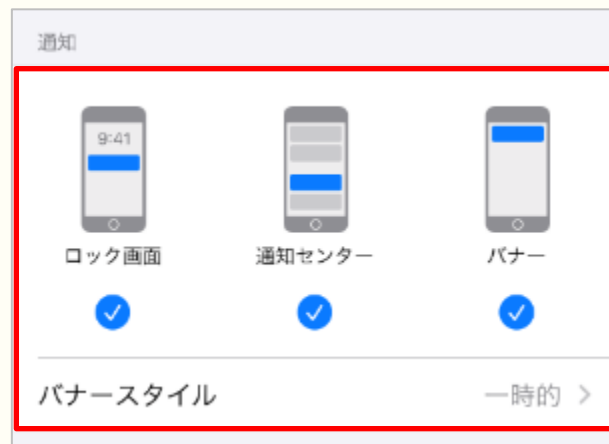 通知
9:41
ロック画面
通知センター
バナー
バナースタイル
一時的